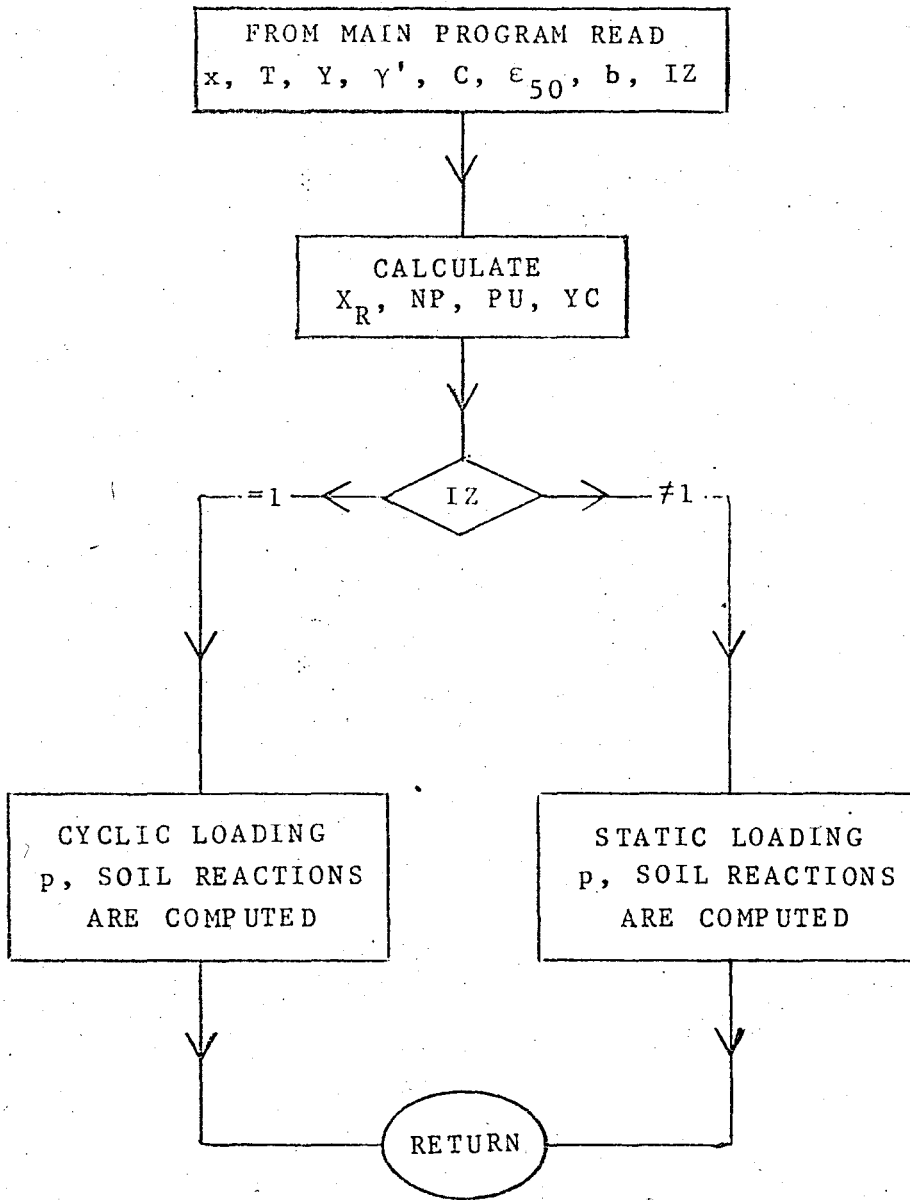 FROM MAIN PROGRAM READ
x, T, Y, γ', C, ε50, b, IZ
CALCULATE
XR, NP, PU, YC
=1
IZ
≠1
CYCLIC LOADING
p, SOIL REACTIONS
ARE COMPUTED
STATIC LOADING
p, SOIL REACTIONS
ARE COMPUTED
RETURN